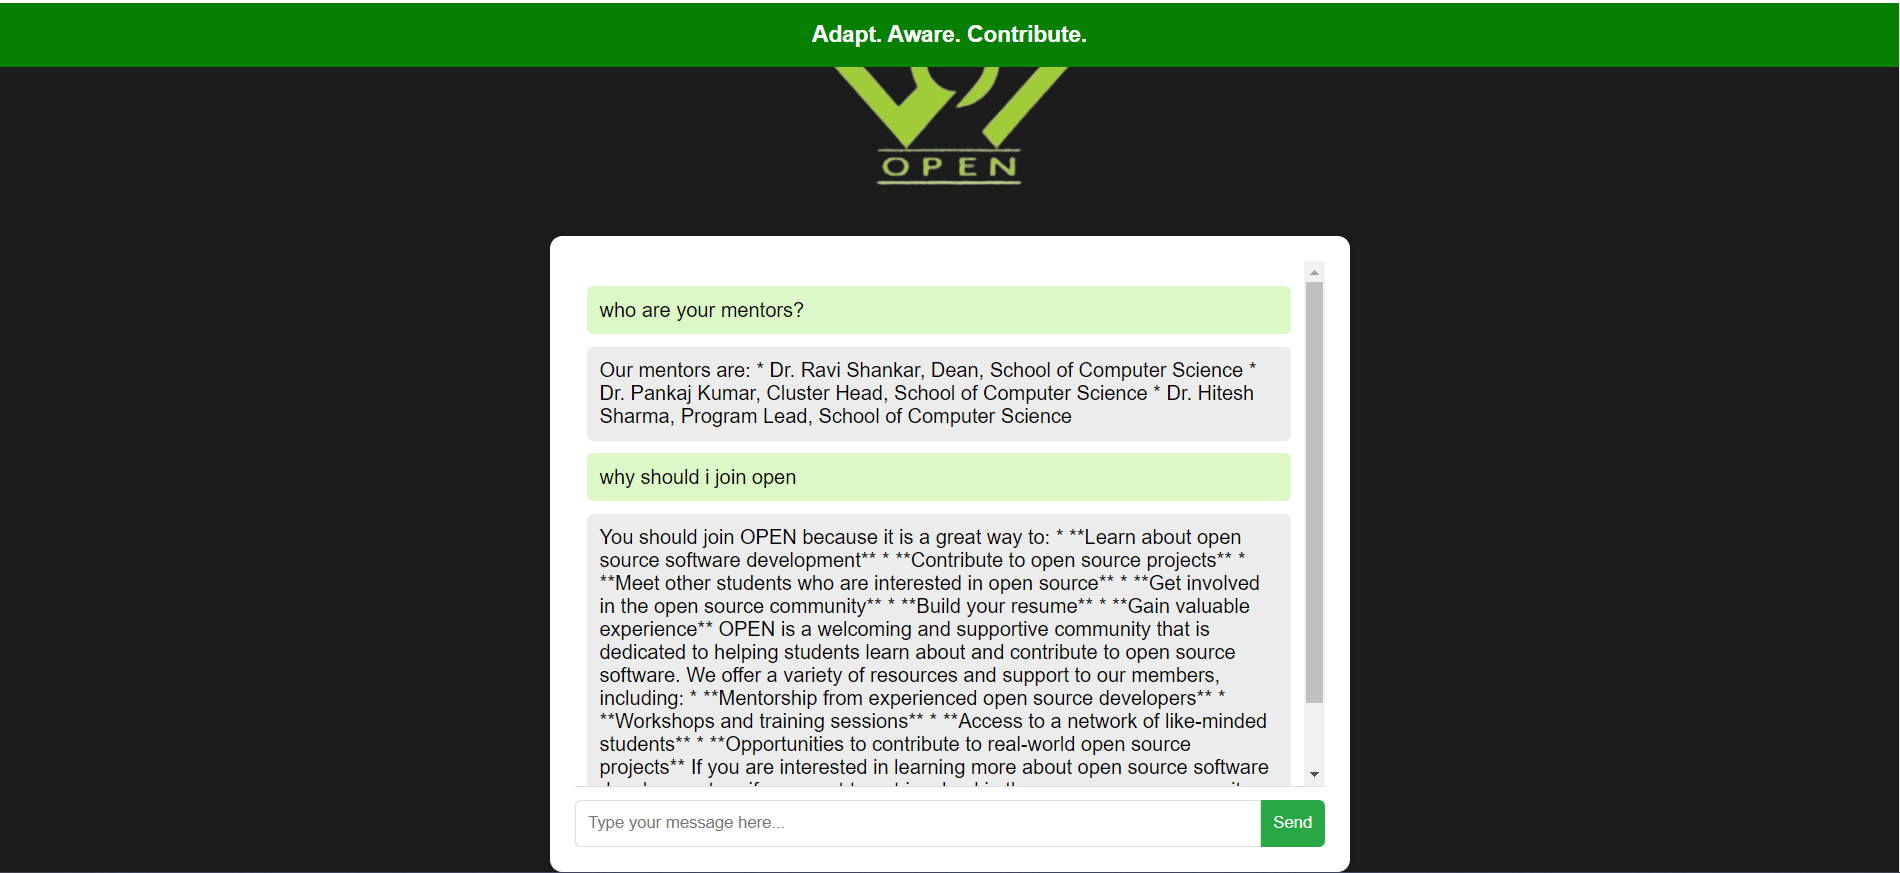 Adapt. Aware. Contribute.
OPEN
who are your mentors?
Our mentors are: * Dr. Ravi Shankar, Dean, School of Computer Science *
Dr. Pankaj Kumar, Cluster Head, School of Computer Science * Dr. Hitesh
Sharma, Program Lead, School of Computer Science
why should i join open
You should join OPEN because it is a great way to: * **Learn about open
source software development** * **Contribute to open source projects** *
**Meet other students who are interested in open source** * **Get involved
in the open source community** * **Build your resume** * **Gain valuable
experience** OPEN is a welcoming and supportive community that is
dedicated to helping students learn about and contribute to open source
software. We offer a variety of resources and support to our members,
including: * **Mentorship from experienced open source developers** *
**Workshops and training sessions** * **Access to a network of like-minded
students** * **Opportunities to contribute to real-world open source
projects** If you are interested in learning more about open source software
Type your message here...
Send